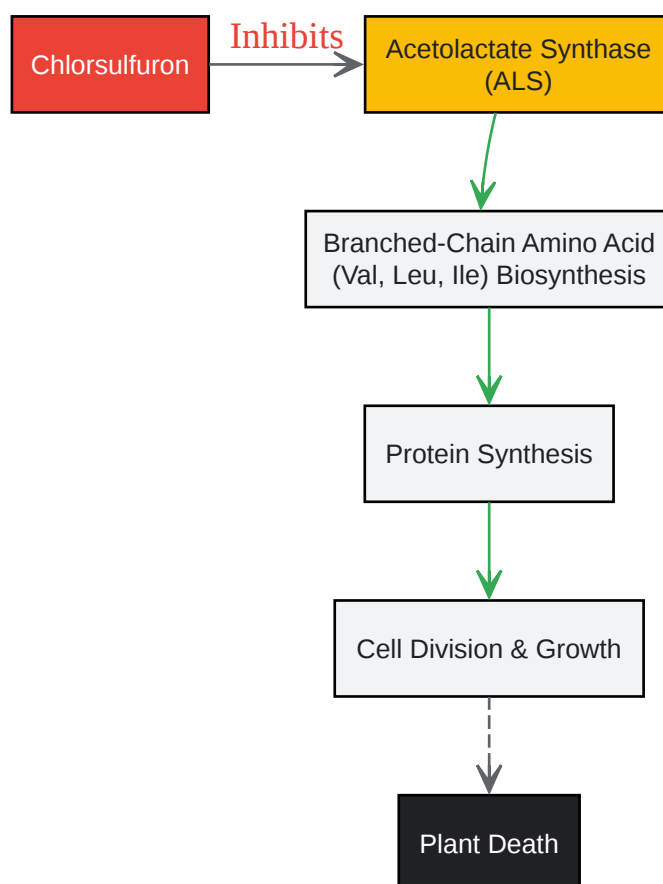 Chlorsulfuron
Inhibits
Acetolactate Synthase
(ALS)
Branched-Chain Amino Acid
(Val, Leu, Ile) Biosynthesis
Protein Synthesis
Cell Division & Growth
Plant Death